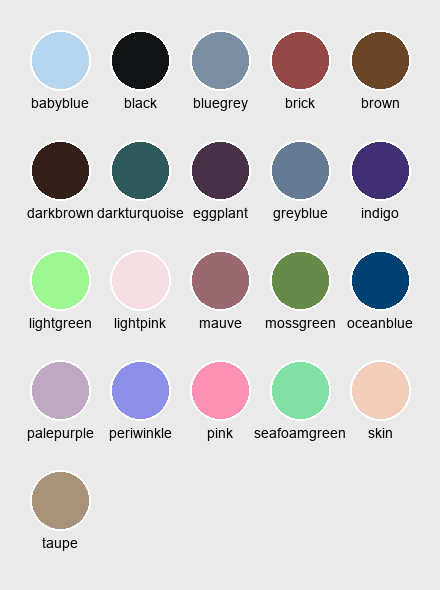 babyblue black bluegrey brick brown
darkbrown darkturquoise eggplant greyblue indigo
lightgreen lightpink mauve mossgreen oceanblue
palepurple periwinkle pink seafoamgreen skin
taupe